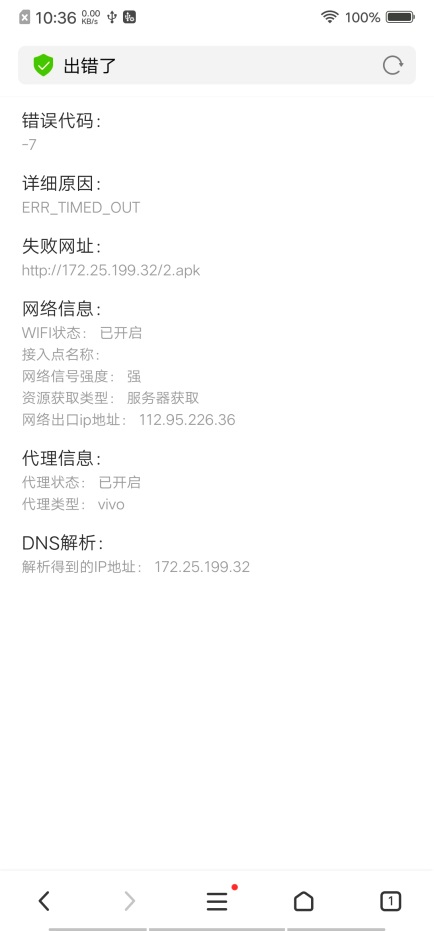 10:36 0.00 KB/s 100%
出错了
错误代码：
-7
详细原因：
ERR_TIMED_OUT
失败网址：
http://172.25.199.32/2.apk
网络信息：
WIFI状态： 已开启
接入点名称：
网络信号强度： 强
资源获取类型： 服务器获取
网络出口ip地址： 112.95.226.36
代理信息：
代理状态： 已开启
代理类型： vivo
DNS解析：
解析得到的IP地址： 172.25.199.32
1